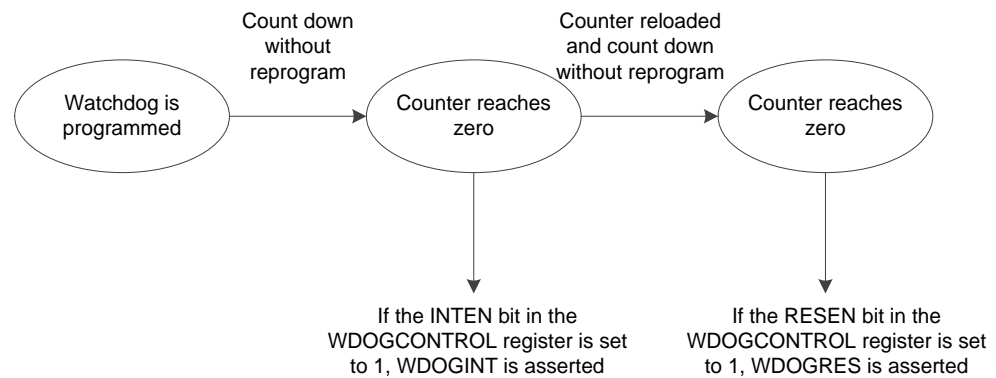 Count down
without
reprogram
Counter reloaded
and count down
without reprogram
Watchdog is
programmed
Counter reaches
zero
Counter reaches
zero
If the INTEN bit in the
WDOGCONTROL register is set
to 1, WDOGINT is asserted
If the RESEN bit in the
WDOGCONTROL register is set
to 1, WDOGRES is asserted